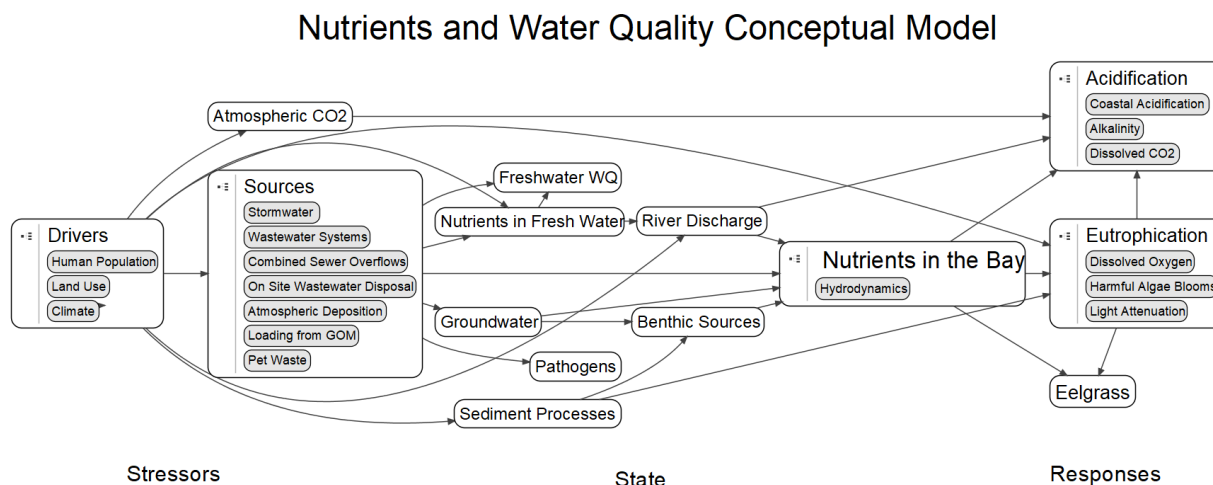 Nutrients and Water Quality Conceptual Model
Atmospheric CO2
Acidification
Coastal Acidification
Alkalinity
Dissolved CO2
Sources
Stormwater
Wastewater Systems
Combined Sewer Overflows
On Site Wastewater Disposal
Atmospheric Deposition
Loading from GOM
Pet Waste
Freshwater WQ
Nutrients in Fresh Water
River Discharge
Drivers
Human Population
Land Use
Climate
Nutrients in the Bay
Hydrodynamics
Eutrophication
Dissolved Oxygen
Harmful Algae Blooms
Light Attenuation
Groundwater
Benthic Sources
Pathogens
Sediment Processes
Eelgrass
Stressors
State
Responses